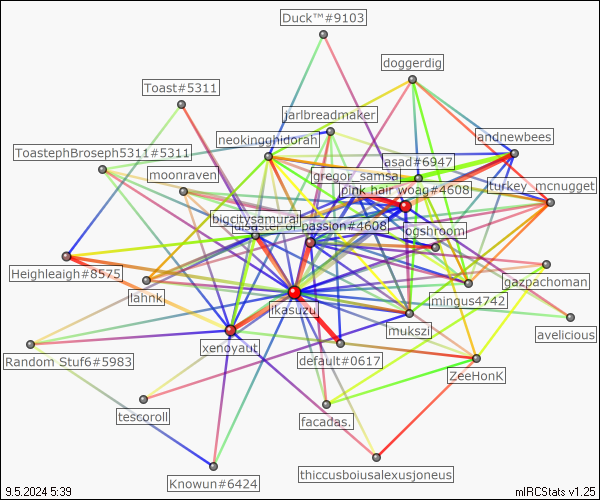 Duck™#9103
doggerdig
Toast#5311
jarlbreadmaker
andnewbees
neokingghidorah
ToastephBroseph5311#5311
asad#6947
moonraven
gregor_samsa
turkey_mcnugget
pink hair woag#4608
bigcitysamurai
disaster of passion#4608
ogshroom
Heighleaigh#8575
gazpachoman
lahnk
mingus4742
ikasuzu
mukszi
avelicious
xenoyaut
Random Stuf6#5983
default#0617
ZeeHonK
tescoroll
facadas.
thiccusboiusalexusjoneus
Knowun#6424
9.5.2024 5:39
mIRCStats v1.25